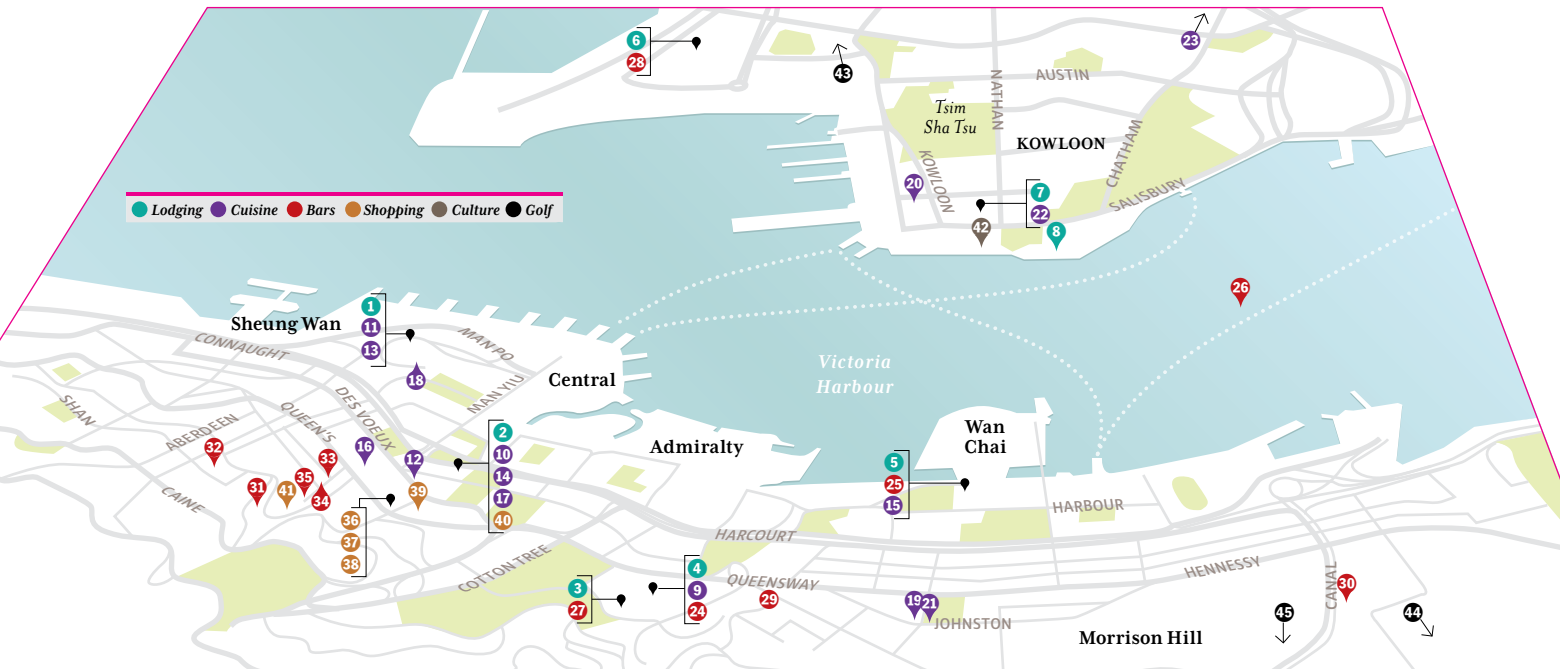 6
28
43
23
AUSTIN
NATHAN
Tsim
Sha Tsu
KOWLOON
CHATHAM
KOWLOON
SALISBURY
20
7
22
42
8
Lodging Cuisine Bars Shopping Culture Golf
26
Sheung Wan
1
11
13
18
CONNAUGHT
MAN PO
MAN YIU
Central
Victoria
Harbour
SHAN
ABERDEEN
QUEEN'S
DES VOEUX
CAINE
32
16
33
12
35
31
41
34
39
36
37
38
2
10
14
17
40
Admiralty
Wan
Chai
5
25
15
HARBOUR
HARCOURT
COTTON TREE
QUEENSWAY
3
27
4
9
24
29
19
21
JOHNSTON
HENNESSY
CANAL
30
45
44
Morrison Hill